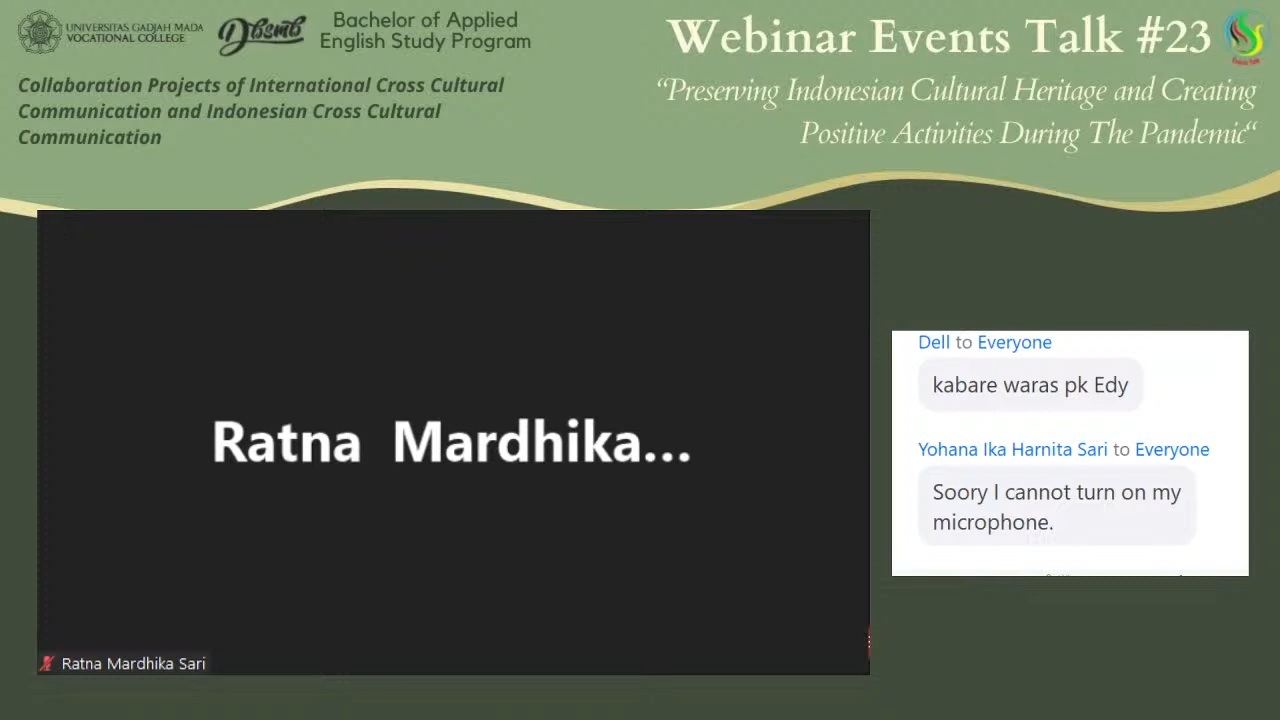 UNIVERSITAS GADJAH MADA
VOCATIONAL COLLEGE
Dbsmb
Bachelor of Applied
English Study Program
Collaboration Projects of International Cross Cultural
Communication and Indonesian Cross Cultural
Communication
Webinar Events Talk #23
“Preserving Indonesian Cultural Heritage and Creating
Positive Activities During The Pandemic“
Ratna Mardhika...
Ratna Mardhika Sari
Dell to Everyone
kabare waras pk Edy
Yohana Ika Harnita Sari to Everyone
Soory I cannot turn on my
microphone.